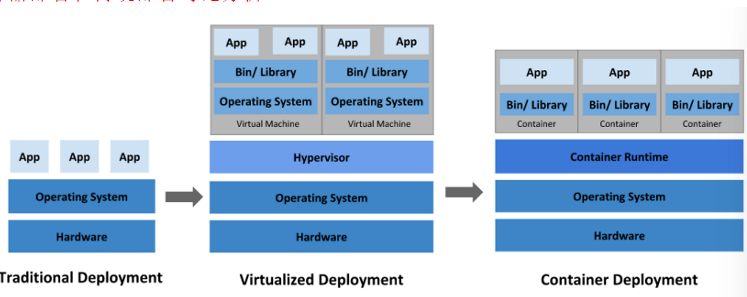 App App App
Operating System
Hardware
Traditional Deployment
App App App App
Bin/ Library Bin/ Library
Operating System Operating System
Virtual Machine Virtual Machine
Hypervisor
Operating System
Hardware
Virtualized Deployment
App App App
Bin/ Library Bin/ Library Bin/ Library
Container Container Container
Container Runtime
Operating System
Hardware
Container Deployment